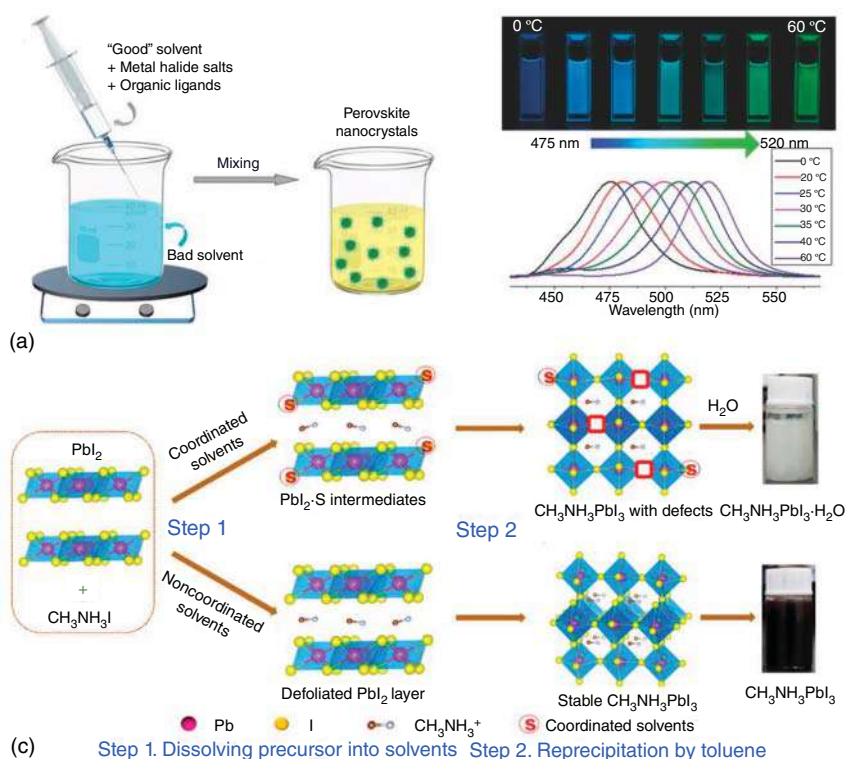 "Good" solvent
+ Metal halide salts
+ Organic ligands
Mixing
Perovskite
nanocrystals
Bad solvent
(a)
0 °C
60 °C
475 nm
520 nm
0 °C
20 °C
25 °C
30 °C
35 °C
40 °C
60 °C
450
475
500
525
550
Wavelength (nm)
PbI₂
+
CH₃NH₃I
Coordinated
solvents
Step 1
Noncoordinated
solvents
S
S
S
S
PbI₂·S intermediates
Defoliated PbI₂ layer
Step 2
S
S
CH₃NH₃PbI₃ with defects
H₂O
CH₃NH₃PbI₃·H₂O
Stable CH₃NH₃PbI₃
CH₃NH₃PbI₃
Pb
I
CH₃NH₃⁺
S Coordinated solvents
(c)
Step 1. Dissolving precursor into solvents Step 2. Reprecipitation by toluene